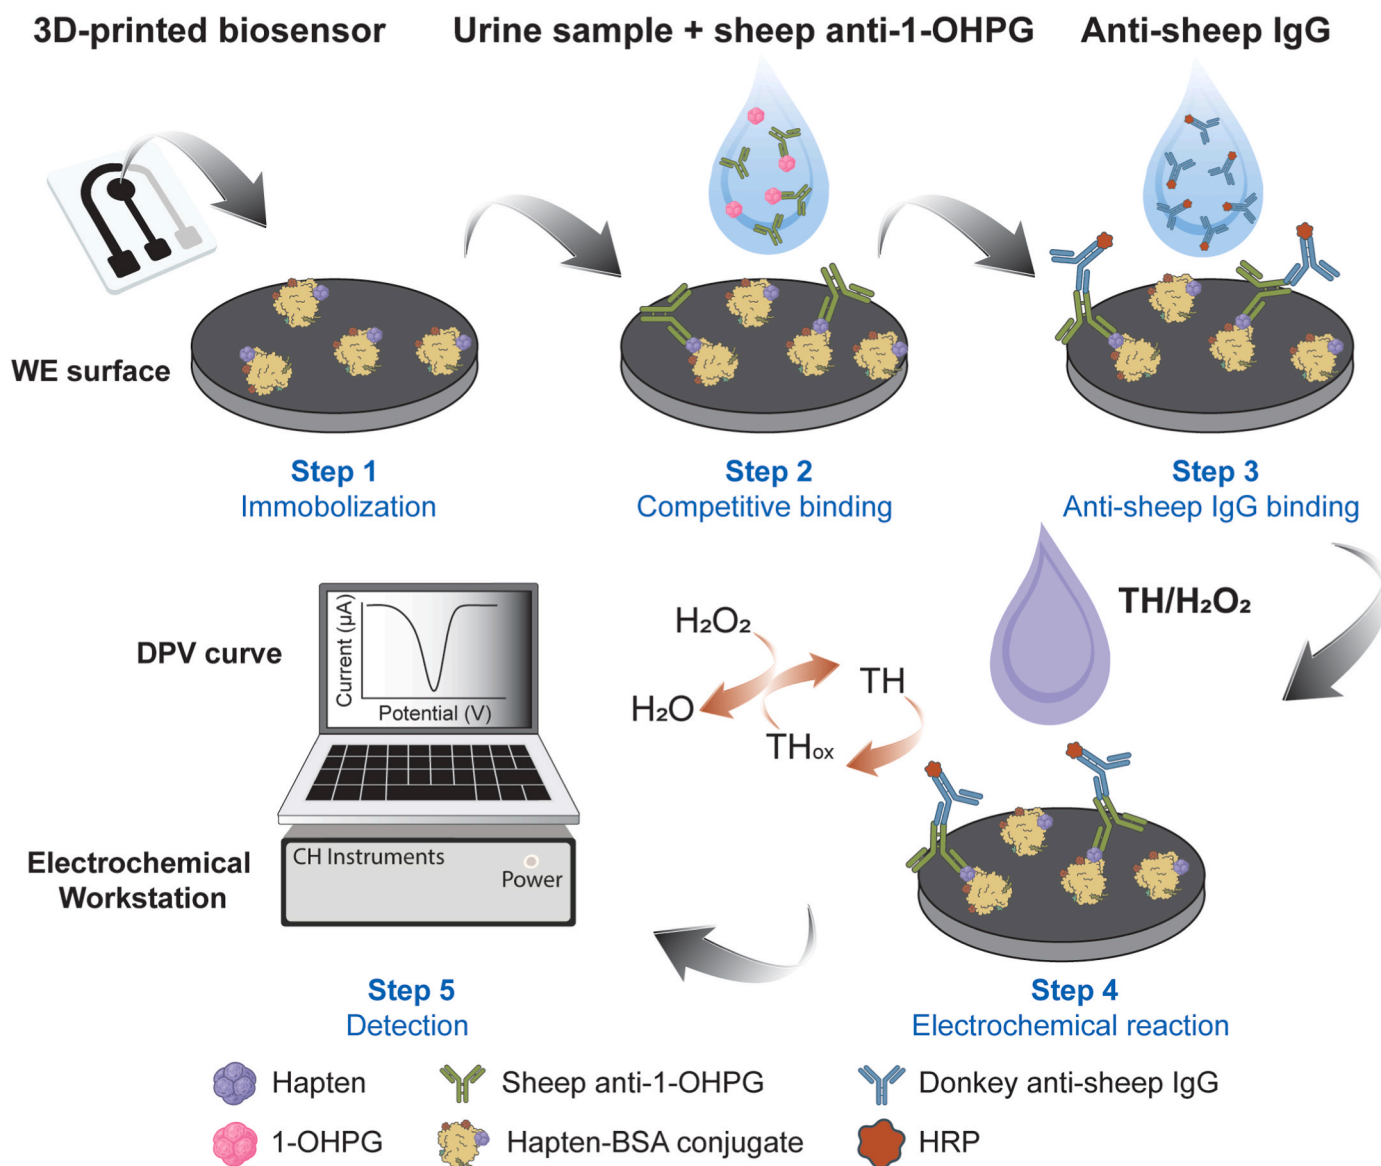 3D-printed biosensor
Urine sample + sheep anti-1-OHPG
Anti-sheep IgG
WE surface
Step 1
Immobolization
Step 2
Competitive binding
Step 3
Anti-sheep IgG binding
TH/H₂O₂
DPV curve
Current (µA)
Potential (V)
H₂O₂
H₂O
TH
THox
Electrochemical
Workstation
CH Instruments
Power
Step 5
Detection
Step 4
Electrochemical reaction
Hapten
Sheep anti-1-OHPG
Donkey anti-sheep IgG
1-OHPG
Hapten-BSA conjugate
HRP